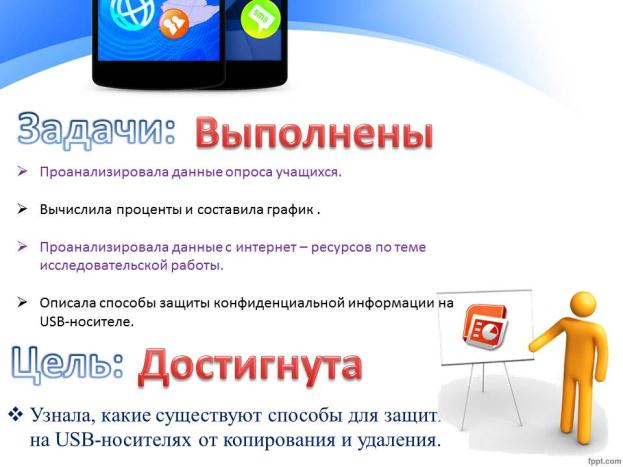 sms
Задачи: Выполнены
➢ Проанализировала данные опроса учащихся.
➢ Вычислила проценты и составила график .
➢ Проанализировала данные с интернет – ресурсов по теме
исследовательской работы.
➢ Описала способы защиты конфиденциальной информации на
USB-носителе.
Цель: Достигнута
❖ Узнала, какие существуют способы для
на USB-носителях от копирования и удаления.
fppt.com